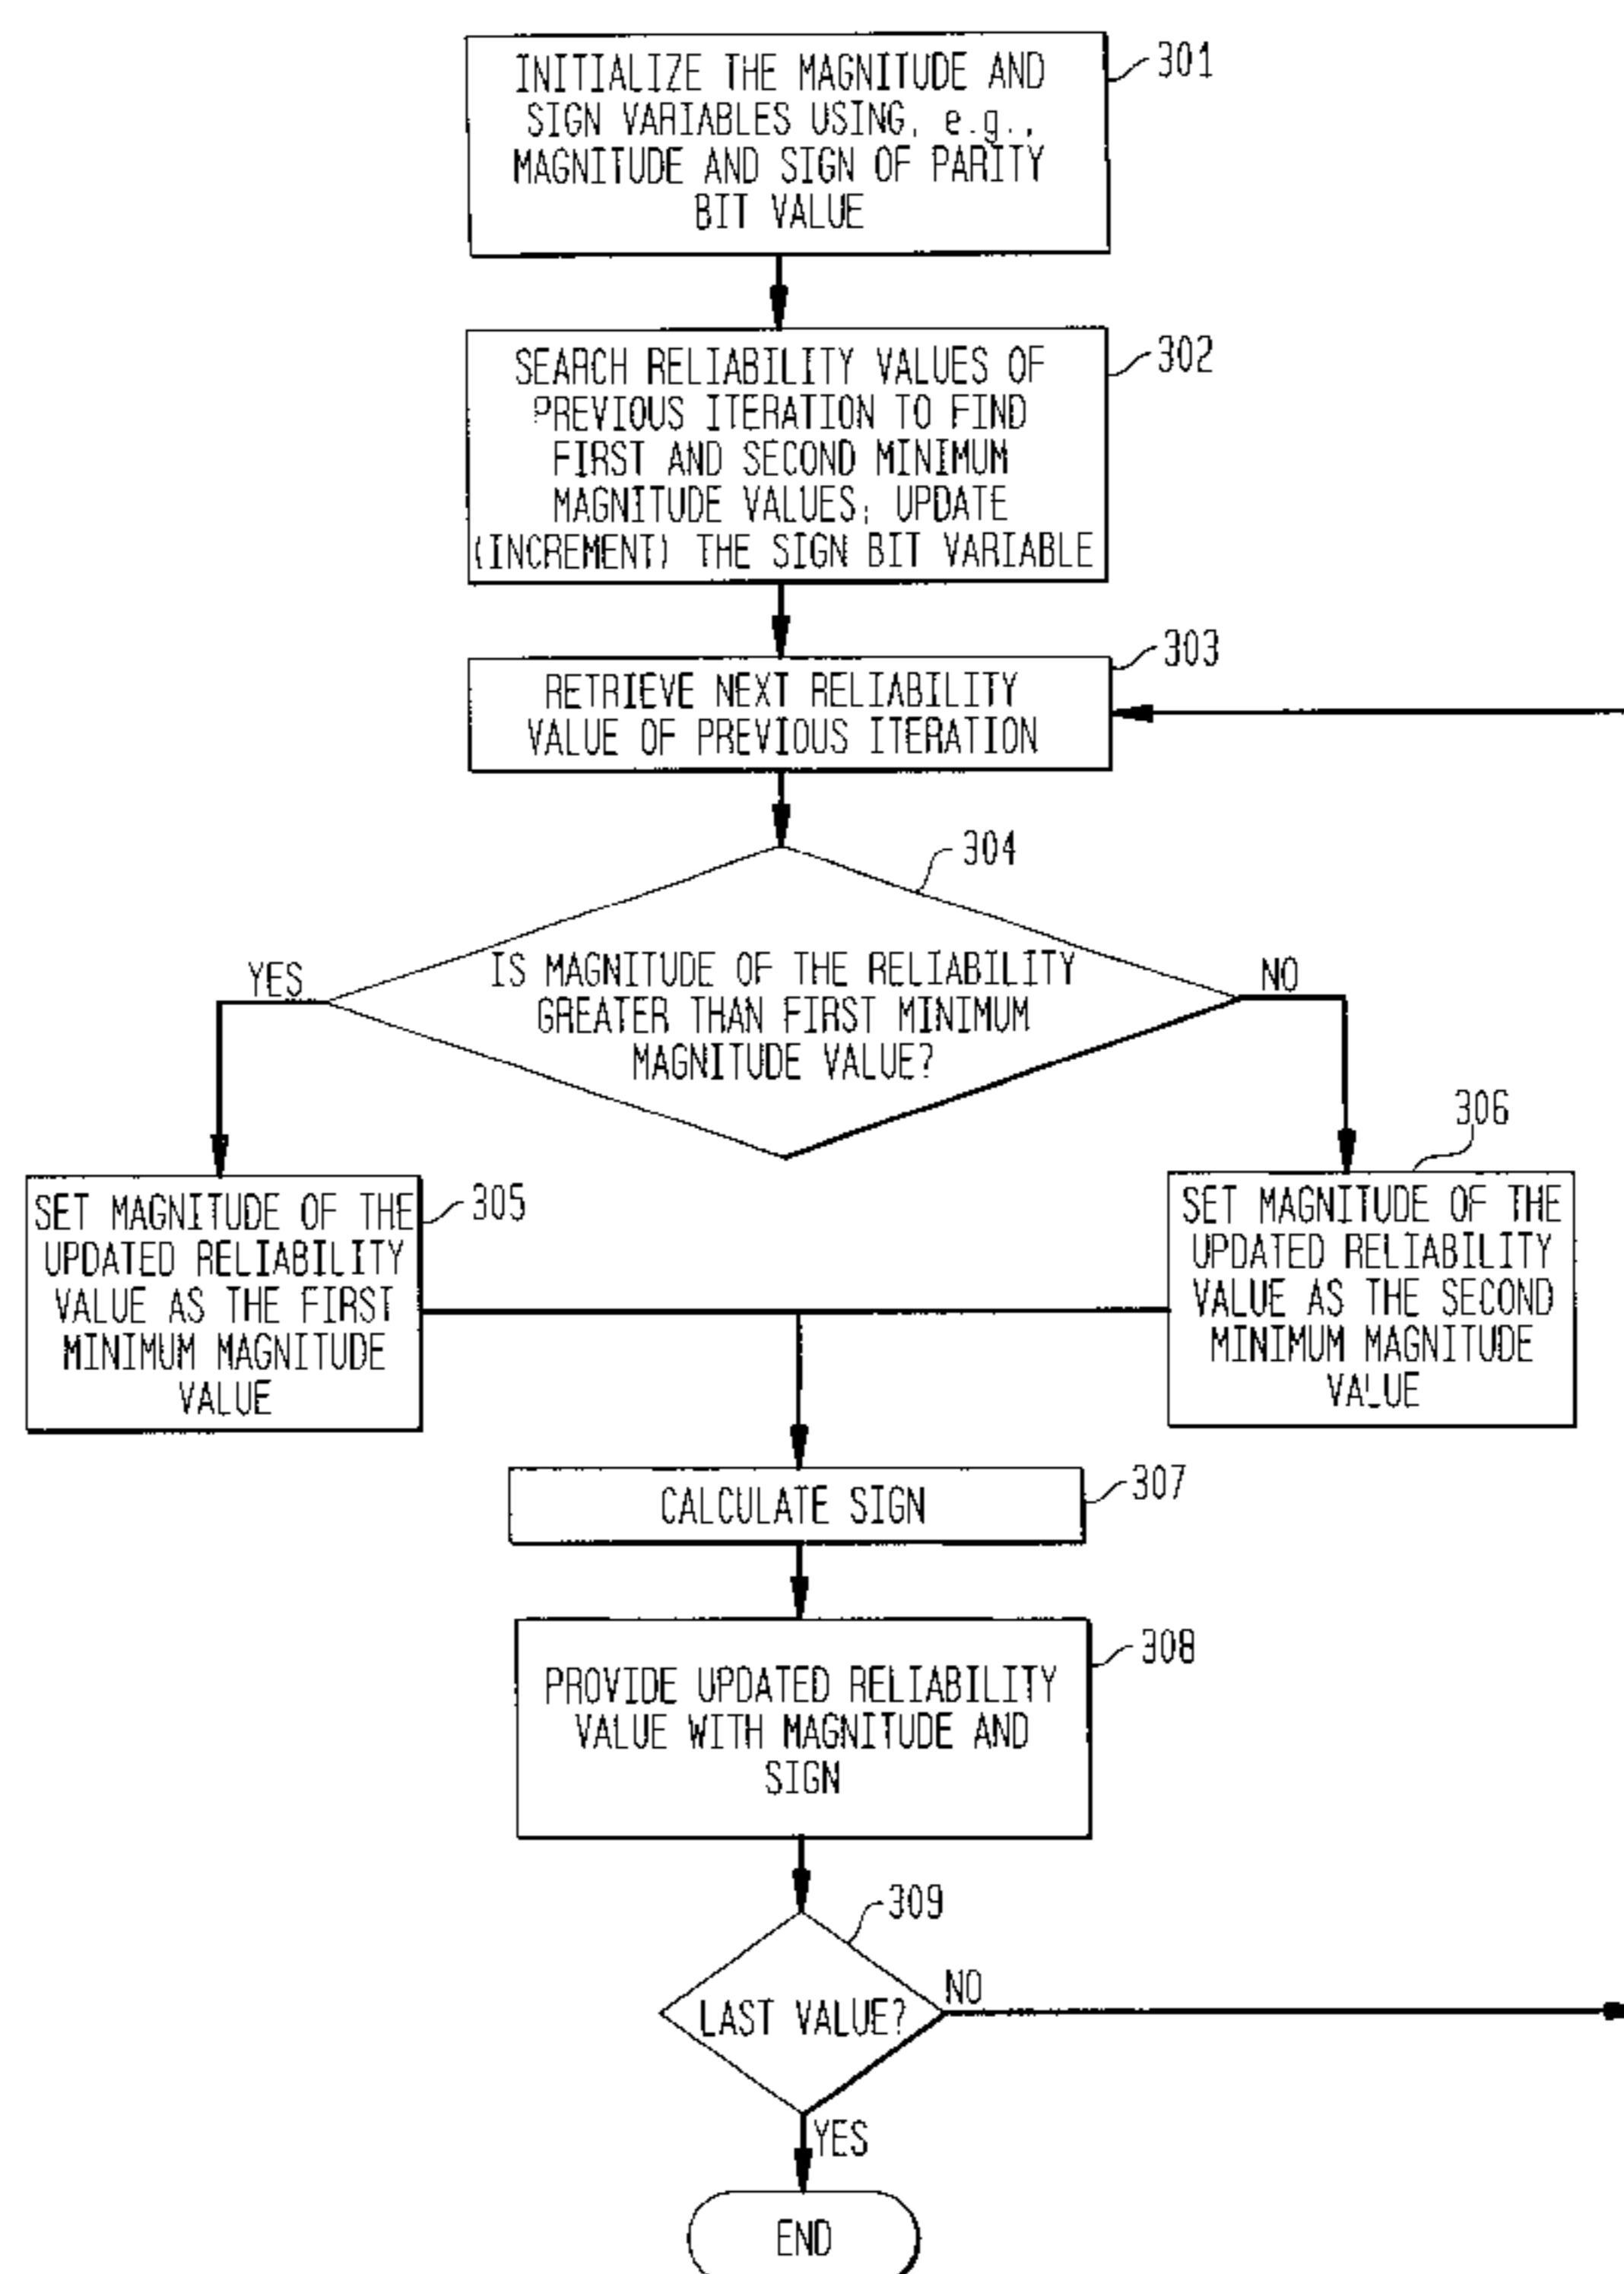 INITIALIZE THE MAGNITUDE AND
SIGN VARIABLES USING, e.g.,
MAGNITUDE AND SIGN OF PARITY
BIT VALUE
301
SEARCH RELIABILITY VALUES OF
PREVIOUS ITERATION TO FIND
FIRST AND SECOND MINIMUM
MAGNITUDE VALUES; UPDATE
(INCREMENT) THE SIGN BIT VARIABLE
302
RETRIEVE NEXT RELIABILITY
VALUE OF PREVIOUS ITERATION
303
304
IS MAGNITUDE OF THE RELIABILITY
GREATER THAN FIRST MINIMUM
MAGNITUDE VALUE?
YES
NO
SET MAGNITUDE OF THE
UPDATED RELIABILITY
VALUE AS THE FIRST
MINIMUM MAGNITUDE
VALUE
305
306
SET MAGNITUDE OF THE
UPDATED RELIABILITY
VALUE AS THE SECOND
MINIMUM MAGNITUDE
VALUE
CALCULATE SIGN
307
PROVIDE UPDATED RELIABILITY
VALUE WITH MAGNITUDE AND
SIGN
308
309
LAST VALUE?
NO
YES
END